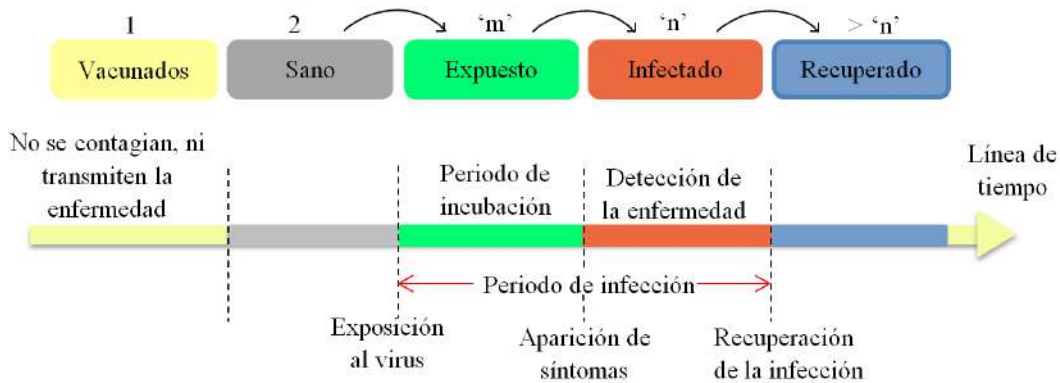 1 2 ‘m’ ‘n’ > ‘n’
Vacunados Sano Expuesto Infectado Recuperado
No se contagian, ni
transmiten la
enfermedad
Periodo de
incubación
Detección de
la enfermedad
Línea de
tiempo
Periodo de infección
Exposición
al virus
Aparición de
síntomas
Recuperación
de la infección